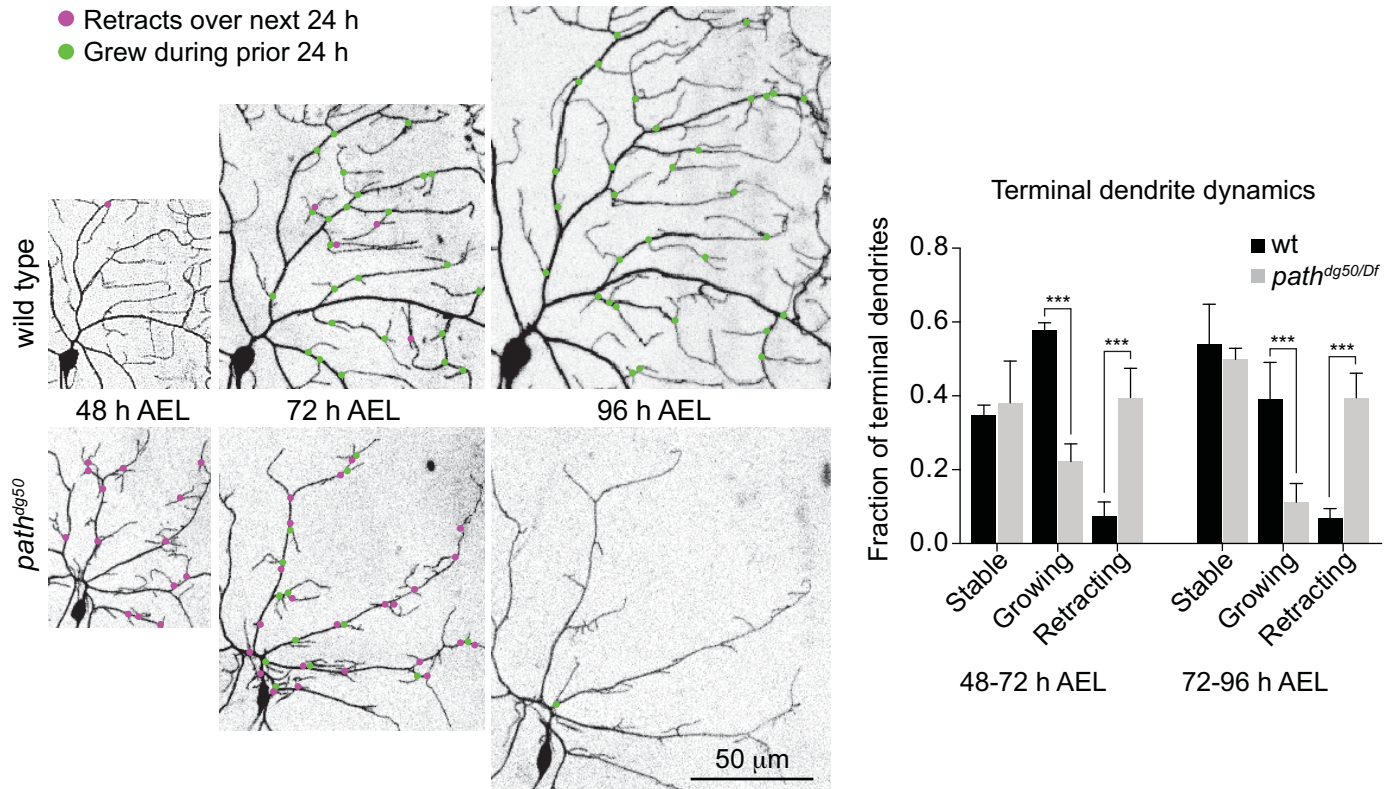 Retracts over next 24 h
Grew during prior 24 h
wild type
48 h AEL
72 h AEL
96 h AEL
path^dg50
50 μm
Terminal dendrite dynamics
Fraction of terminal dendrites
0.8
0.6
0.4
0.2
0.0
wt
path^dg50/Df
***
***
***
***
Stable
Growing
Retracting
Stable
Growing
Retracting
48-72 h AEL
72-96 h AEL